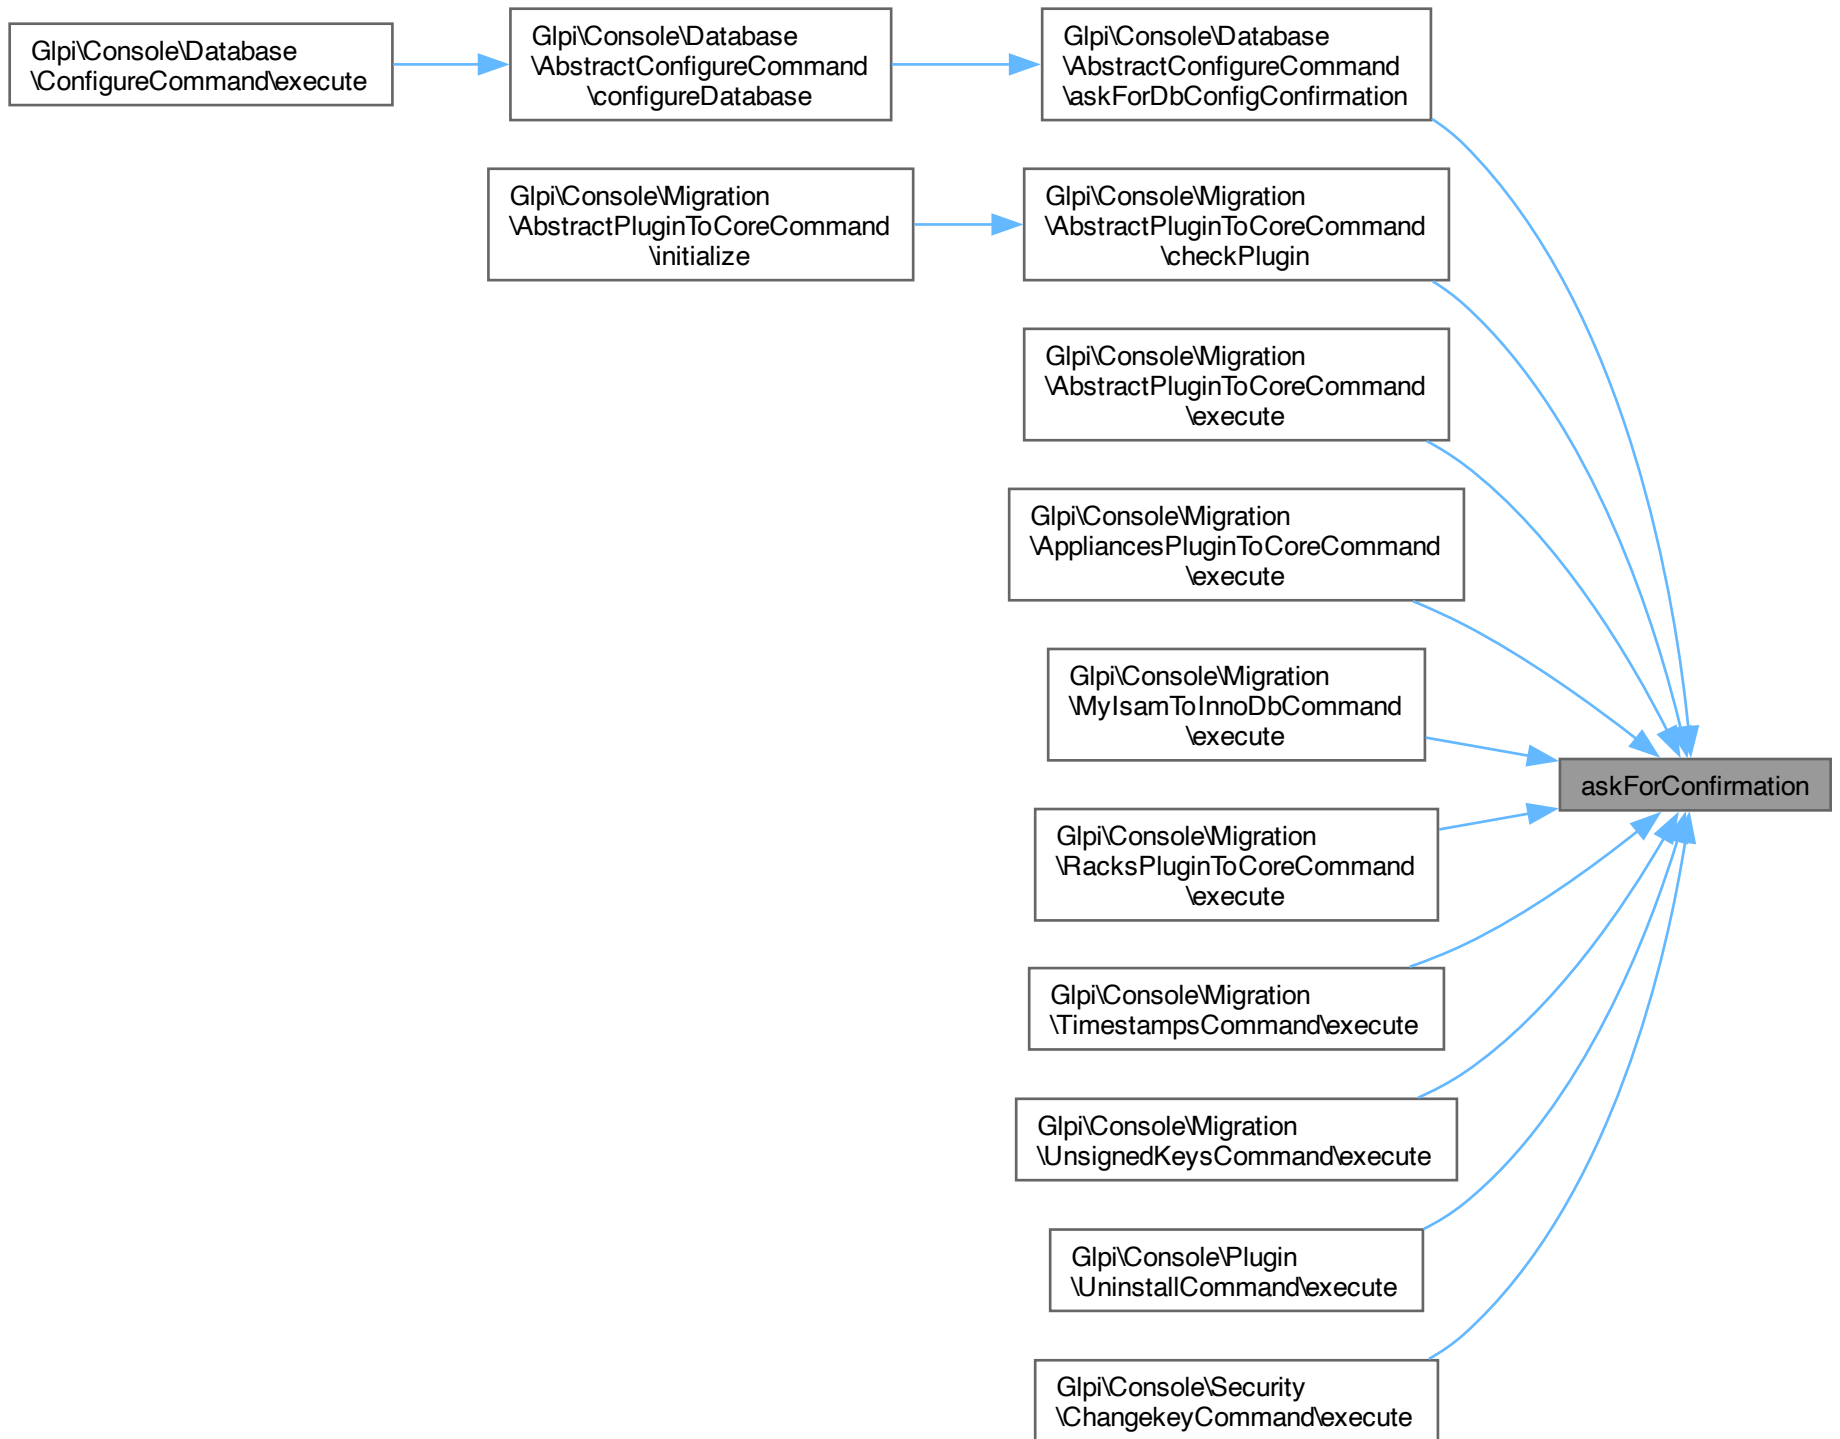 Glpi\Console\Database
\ConfigureCommand\execute
Glpi\Console\Database
\AbstractConfigureCommand
\configureDatabase
Glpi\Console\Database
\AbstractConfigureCommand
\askForDbConfigConfirmation
Glpi\Console\Migration
\AbstractPluginToCoreCommand
\initialize
Glpi\Console\Migration
\AbstractPluginToCoreCommand
\checkPlugin
Glpi\Console\Migration
\AbstractPluginToCoreCommand
\execute
Glpi\Console\Migration
\AppliancesPluginToCoreCommand
\execute
Glpi\Console\Migration
\MyIsamToInnoDbCommand
\execute
askForConfirmation
Glpi\Console\Migration
\RacksPluginToCoreCommand
\execute
Glpi\Console\Migration
\TimestampsCommand\execute
Glpi\Console\Migration
\UnsignedKeysCommand\execute
Glpi\Console\Plugin
\UninstallCommand\execute
Glpi\Console\Security
\ChangekeyCommand\execute